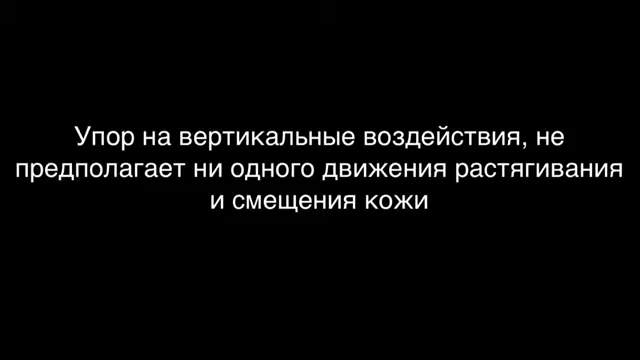 Упор на вертикальные воздействия, не
предполагает ни одного движения растягивания
и смещения кожи